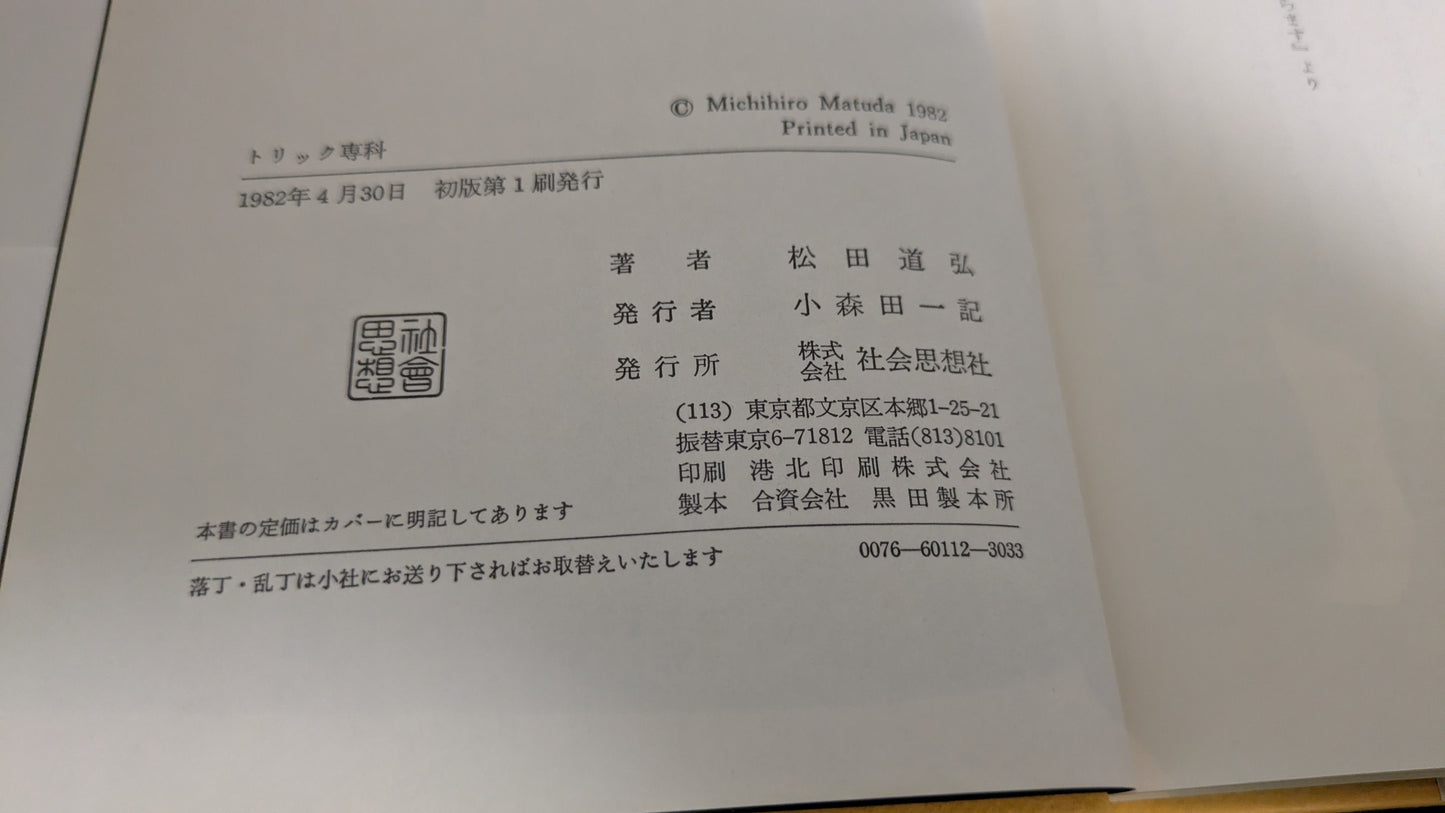 © Michihiro Matuda 1982
Printed in Japan
トリック専科
1982年4月30日 初版第1刷発行
著者 松田道弘
発行者 小森田一記
発行所 株式会社 社会思想社
(113) 東京都文京区本郷1-25-21
振替東京6-71812 電話(813)8101
印刷 港北印刷株式会社
製本 合資会社 黒田製本所
社會
思想
本書の定価はカバーに明記してあります
落丁・乱丁は小社にお送り下さればお取替えいたします
0076—60112—3033
きす』より